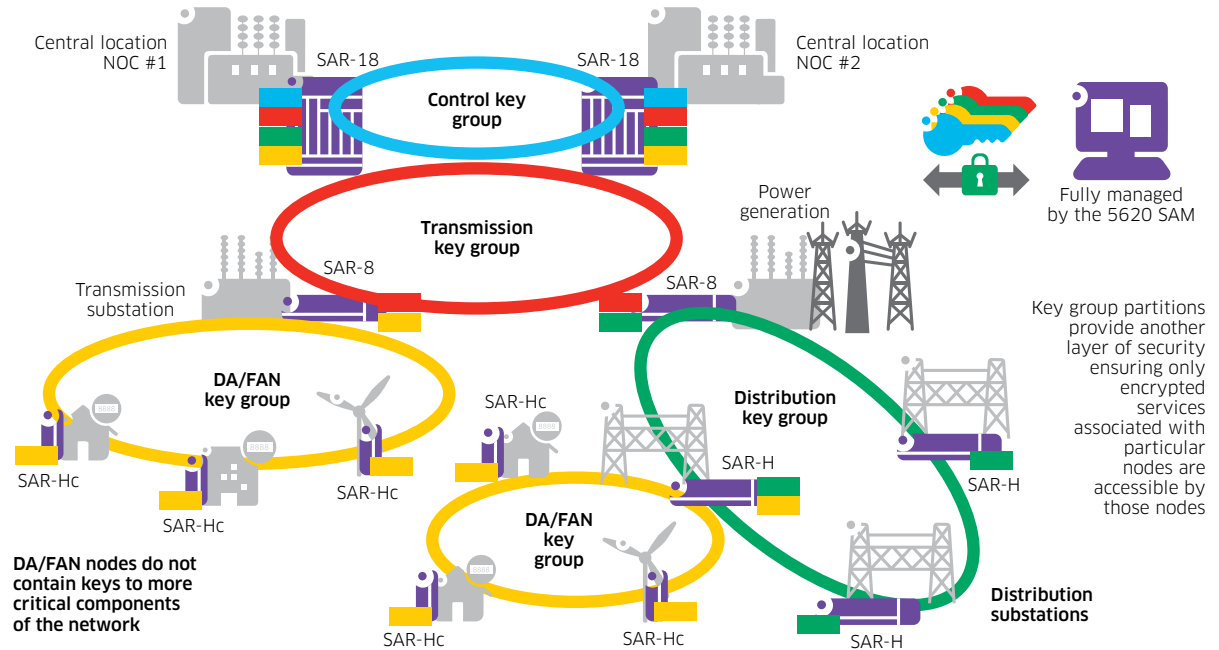 Central location
NOC #1
SAR-18
SAR-18
Central location
NOC #2
Control key
group
Fully managed
by the 5620 SAM
Transmission
key group
Power
generation
Transmission
substation
SAR-8
SAR-8
Key group partitions
provide another
layer of security
ensuring only
encrypted
services
associated with
particular
nodes are
accessible by
those nodes
DA/FAN
key group
8888
8888
SAR-Hc
SAR-Hc
SAR-Hc
SAR-Hc
8888
Distribution
key group
SAR-H
SAR-H
DA/FAN
key
group
8888
SAR-Hc
SAR-Hc
SAR-H
Distribution
substations
DA/FAN nodes do not
contain keys to more
critical components
of the network